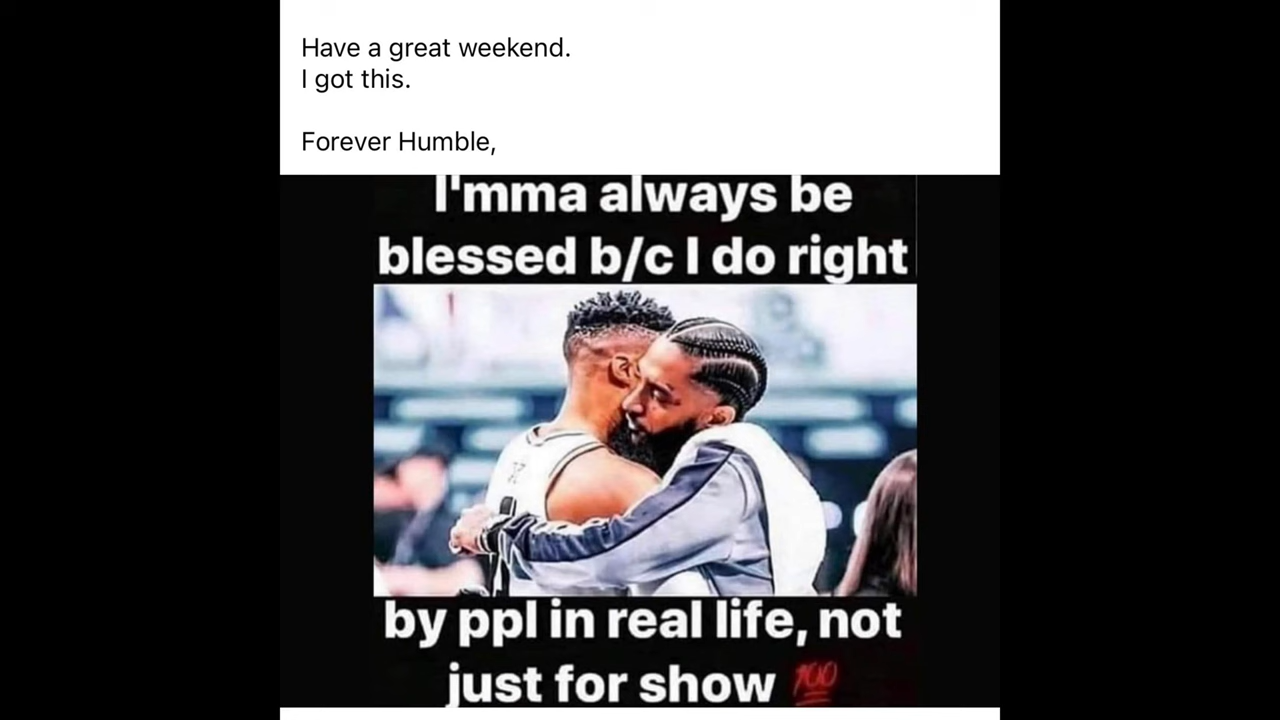 Have a great weekend.
I got this.
Forever Humble,
I'mma always be
blessed b/c I do right
by ppl in real life, not
just for show 💯